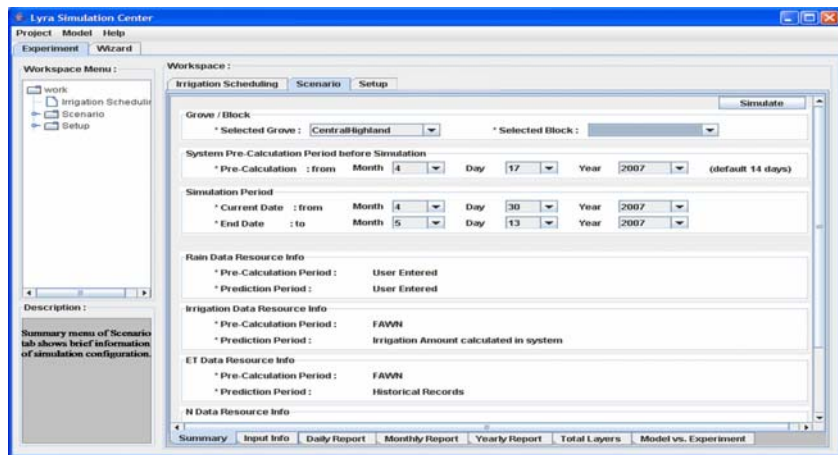 Lyra Simulation Center
Project Model Help
Experiment Wizard
Workspace Menu :
work
Irrigation Schedulin
Scenario
Setup
Description :
Summary menu of Scenario
tab shows brief information
of simulation configuration.
Workspace :
Irrigation Scheduling Scenario Setup
Simulate
Grove / Block
* Selected Grove : CentralHighland * Selected Block :
System Pre-Calculation Period before Simulation
* Pre-Calculation : from Month 4 Day 17 Year 2007 (default 14 days)
Simulation Period
* Current Date : from Month 4 Day 30 Year 2007
* End Date : to Month 5 Day 13 Year 2007
Rain Data Resource Info
* Pre-Calculation Period : User Entered
* Prediction Period : User Entered
Irrigation Data Resource Info
* Pre-Calculation Period : FAWN
* Prediction Period : Irrigation Amount calculated in system
ET Data Resource Info
* Pre-Calculation Period : FAWN
* Prediction Period : Historical Records
N Data Resource Info
Summary Input Info Daily Report Monthly Report Yearly Report Total Layers Model vs. Experiment